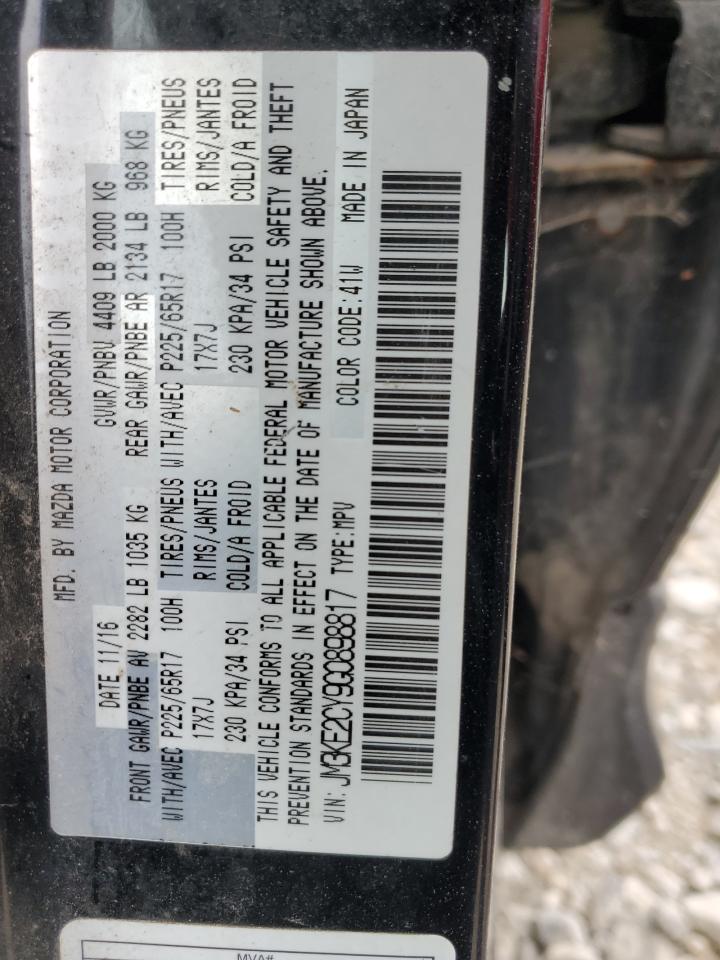 MFD. BY MAZDA MOTOR CORPORATION
DATE 11/16 GVWR/PNBV 4409 LB 2000 KG
FRONT GAWR/PNBE AV 2282 LB 1035 KG REAR GAWR/PNBE AR 2134 LB 968 KG
WITH/AVEC P225/65R17 100H TIRES/PNEUS WITH/AVEC P225/65R17 100H TIRES/PNEUS
17X7J RIMS/JANTES 17X7J RIMS/JANTES
230 KPA/34 PSI COLD/A FROID 230 KPA/34 PSI COLD/A FROID
THIS VEHICLE CONFORMS TO ALL APPLICABLE FEDERAL MOTOR VEHICLE SAFETY AND THEFT
PREVENTION STANDARDS IN EFFECT ON THE DATE OF MANUFACTURE SHOWN ABOVE.
VIN: JM3KE2CY9G0898817 TYPE:MPV COLOR CODE:41W MADE IN JAPAN
MVA#